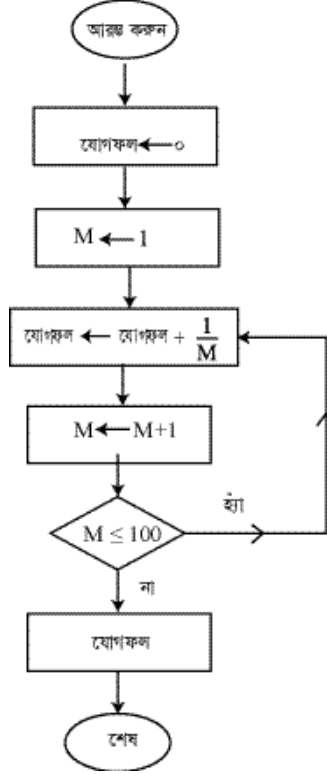 আরম্ভ করুন
যোগফল ← ০
M ← 1
যোগফল ← যোগফল + 1/M
M ← M+1
M ≤ 100
হ্যাঁ
না
যোগফল
শেষ